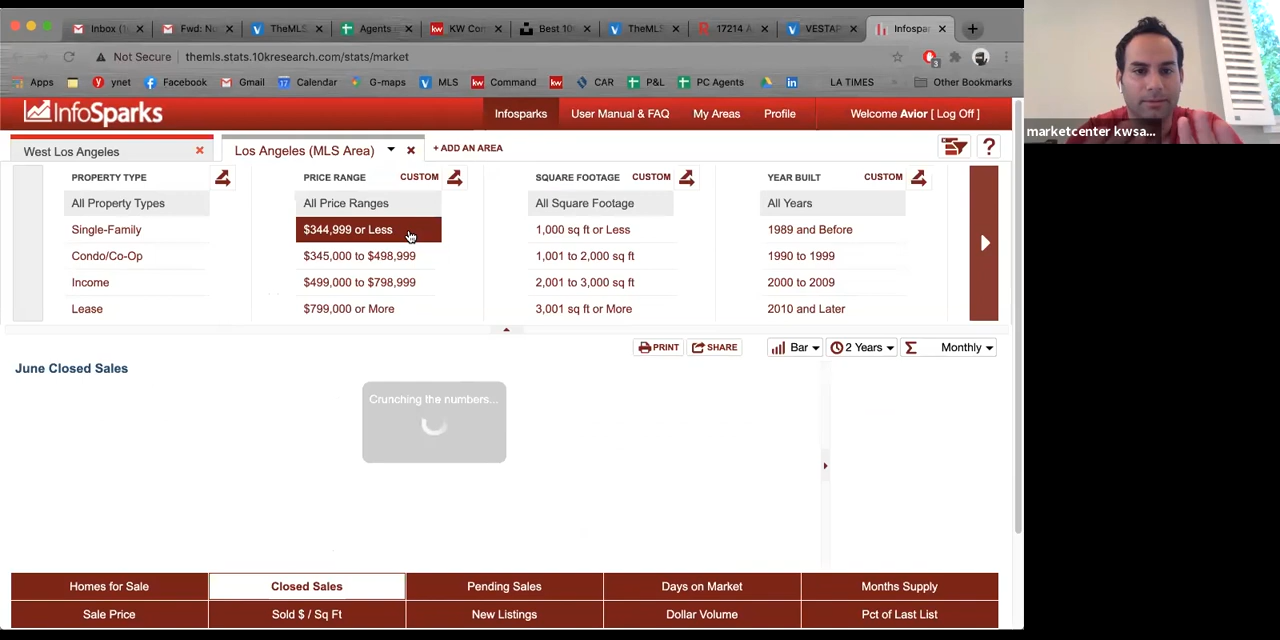 Inbox (1
Fwd: Nu
TheMLS
Agents
KW Con
Best 10
TheML
17214 A
VESTAP
Infospar
Not Secure
themls.stats.10kresearch.com/stats/market
3
Apps
ynet
Facebook
Gmail
17
Calendar
G-maps
MLS
Command
CAR
P&L
PC Agents
LA TIMES
Other Bookmarks
InfoSparks
Infosparks
User Manual & FAQ
My Areas
Profile
Welcome Avior [ Log Off ]
marketcenter kwsa...
West Los Angeles
Los Angeles (MLS Area)
+ ADD AN AREA
?
PROPERTY TYPE
PRICE RANGE
CUSTOM
SQUARE FOOTAGE
CUSTOM
YEAR BUILT
CUSTOM
All Property Types
All Price Ranges
All Square Footage
All Years
Single-Family
$344,999 or Less
1,000 sq ft or Less
1989 and Before
Condo/Co-Op
$345,000 to $498,999
1,001 to 2,000 sq ft
1990 to 1999
Income
$499,000 to $798,999
2,001 to 3,000 sq ft
2000 to 2009
Lease
$799,000 or More
3,001 sq ft or More
2010 and Later
PRINT
SHARE
Bar
2 Years
Monthly
June Closed Sales
Crunching the numbers...
Homes for Sale
Closed Sales
Pending Sales
Days on Market
Months Supply
Sale Price
Sold $ / Sq Ft
New Listings
Dollar Volume
Pct of Last List